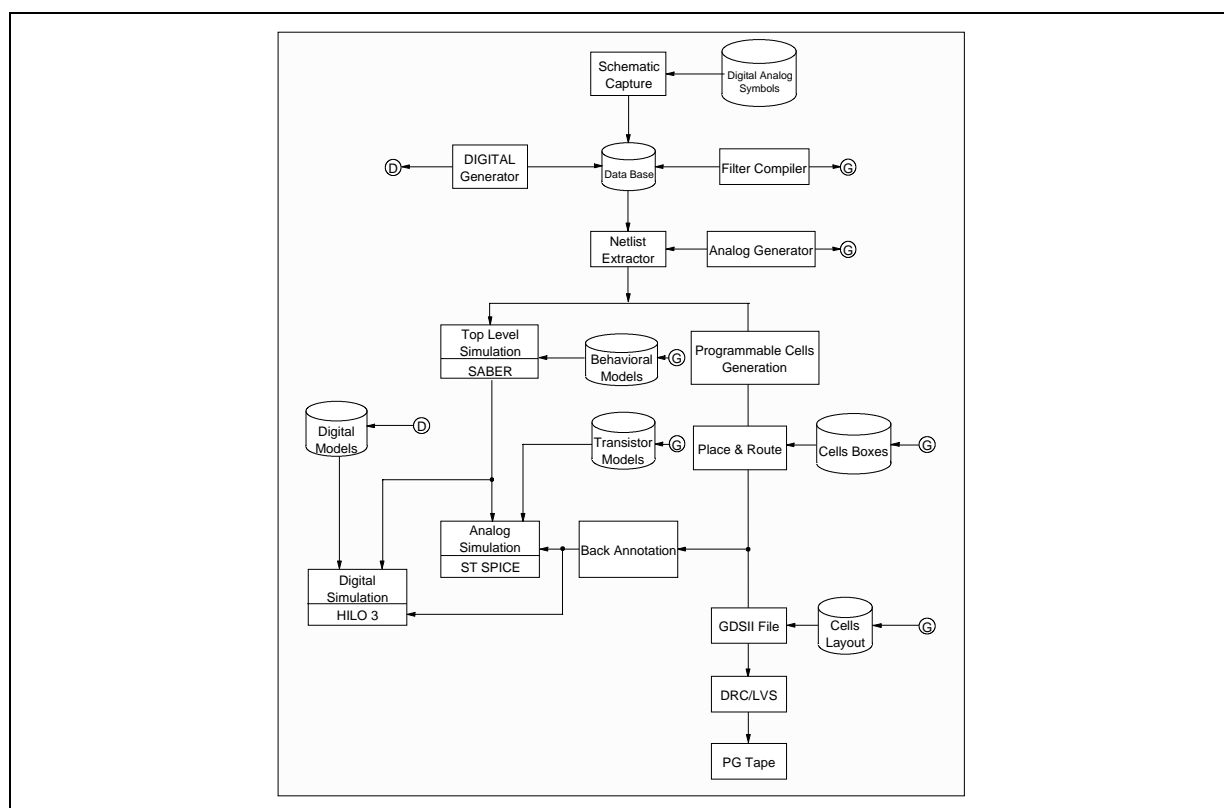 Schematic
Capture
Digital Analog
Symbols
D
DIGITAL
Generator
Data Base
Filter Compiler
G
Netlist
Extractor
Analog Generator
G
Top Level
Simulation
SABER
Behavioral
Models
G
Programmable Cells
Generation
Digital
Models
D
Transistor
Models
G
Place & Route
Cells Boxes
G
Analog
Simulation
ST SPICE
Back Annotation
Digital
Simulation
HILO 3
GDSII File
Cells
Layout
G
DRC/LVS
PG Tape